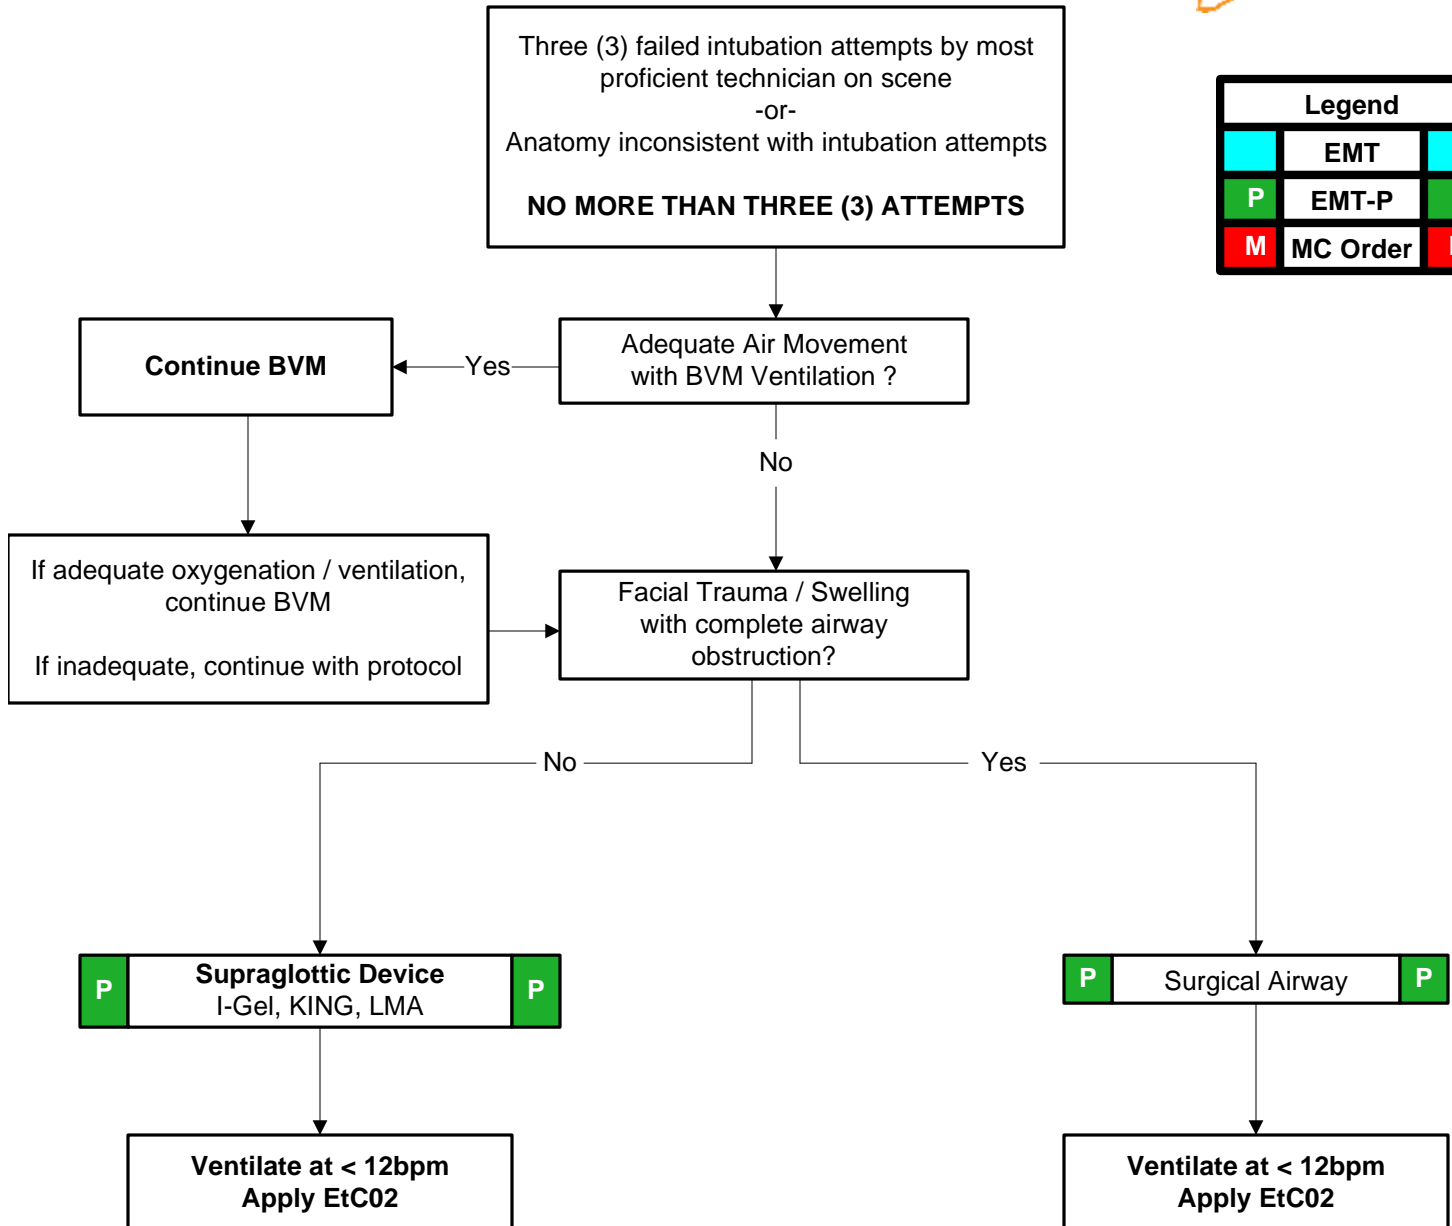 Three (3) failed intubation attempts by most
proficient technician on scene
-or-
Anatomy inconsistent with intubation attempts
NO MORE THAN THREE (3) ATTEMPTS
Legend
EMT
P EMT-P
M MC Order
Continue BVM
Yes
Adequate Air Movement
with BVM Ventilation ?
No
If adequate oxygenation / ventilation,
continue BVM
If inadequate, continue with protocol
Facial Trauma / Swelling
with complete airway
obstruction?
No
Yes
P Supraglottic Device P
I-Gel, KING, LMA
P Surgical Airway P
Ventilate at < 12bpm
Apply EtC02
Ventilate at < 12bpm
Apply EtC02